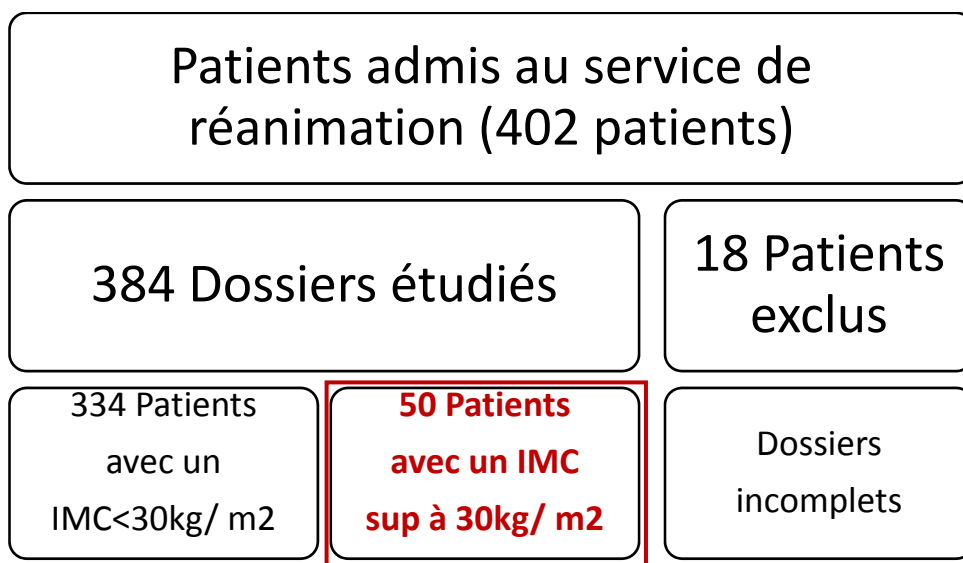 Patients admis au service de
réanimation (402 patients)
384 Dossiers étudiés
18 Patients
exclus
334 Patients
avec un
IMC<30kg/ m2
50 Patients
avec un IMC
sup à 30kg/ m2
Dossiers
incomplets